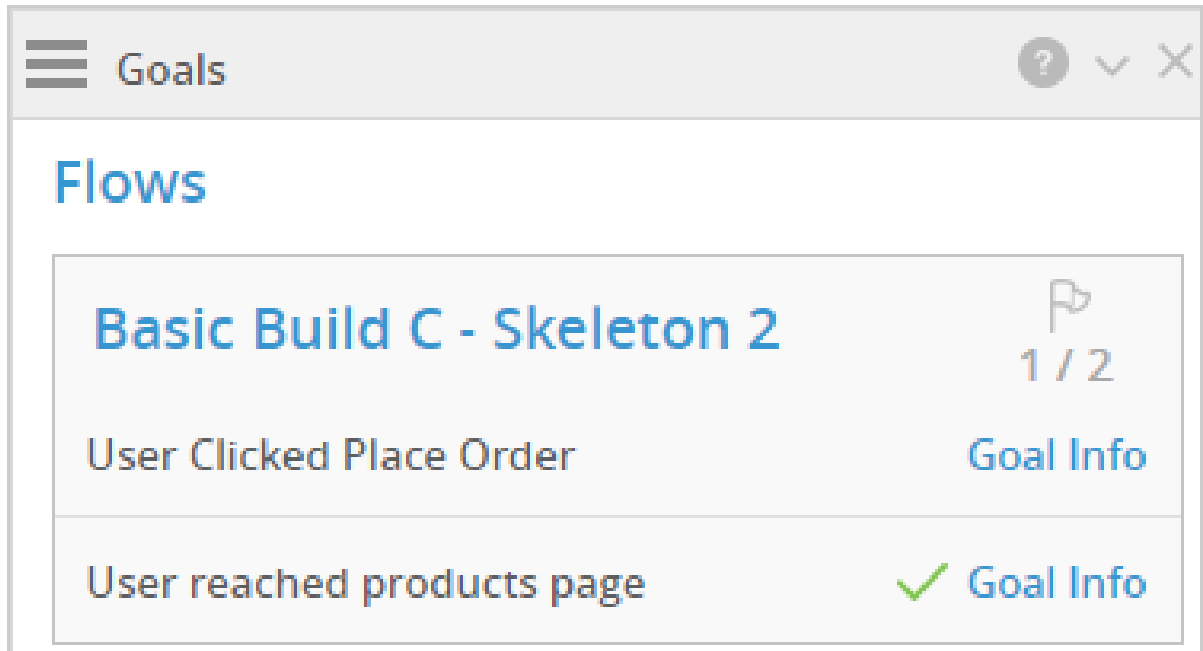 Goals ?
Flows
Basic Build C - Skeleton 2
1 / 2
User Clicked Place Order Goal Info
User reached products page Goal Info